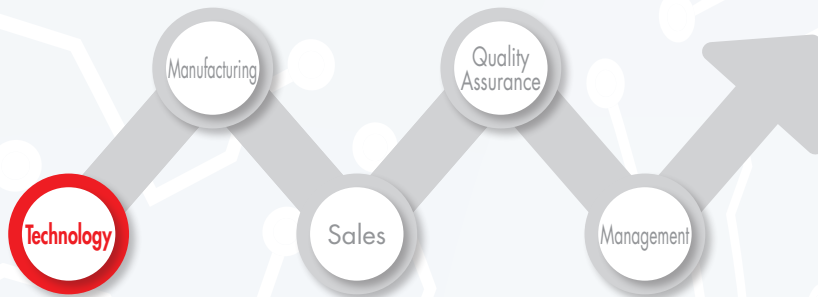 Technology
Manufacturing
Sales
Quality
Assurance
Management